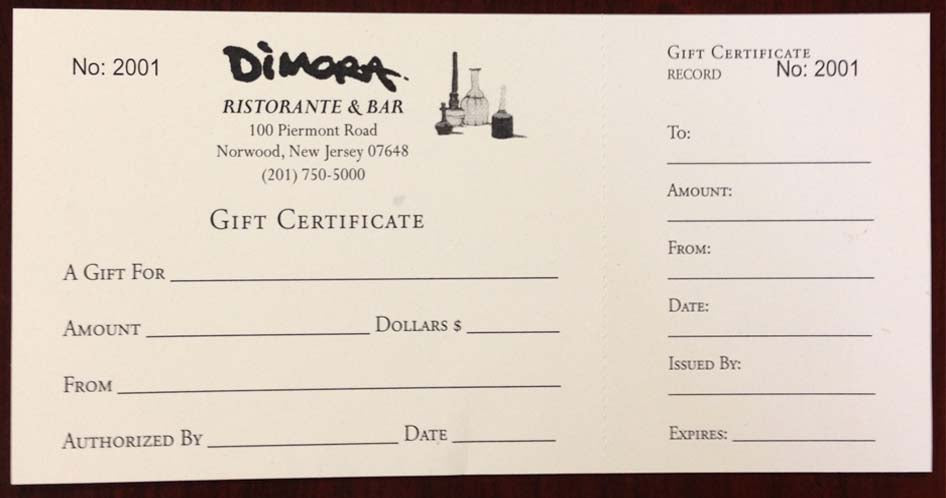 No: 2001
DiMORA.
RISTORANTE & BAR
100 Piermont Road
Norwood, New Jersey 07648
(201) 750-5000
GIFT CERTIFICATE
A GIFT FOR
AMOUNT DOLLARS $
FROM
AUTHORIZED BY DATE
GIFT CERTIFICATE
RECORD No: 2001
TO:
AMOUNT:
FROM:
DATE:
ISSUED BY:
EXPIRES: